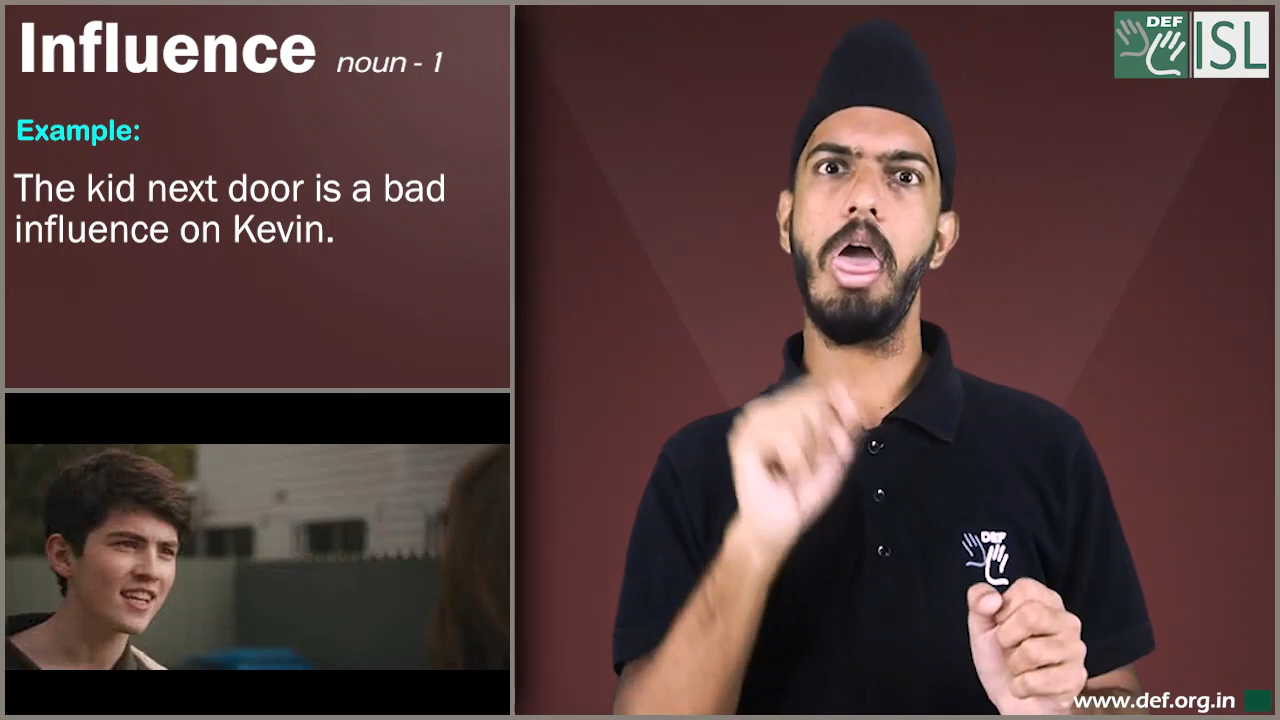 Influence noun - 1
Example:
The kid next door is a bad
influence on Kevin.
DEF
ISL
DEF
www.def.org.in